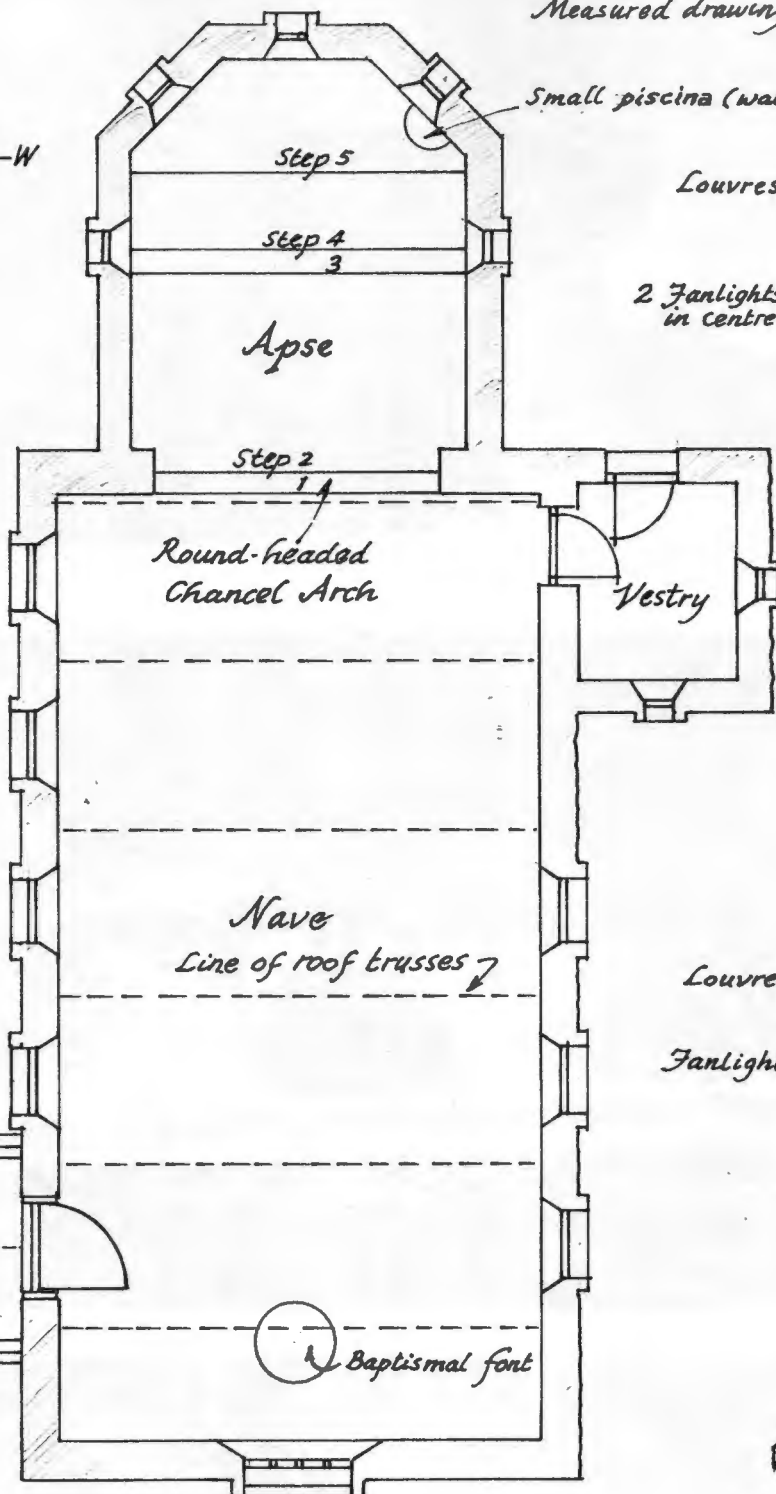 Measured drawing
Small piscina (wal
-W
Step 5
Louvres
Step 4
3
2 Fanlights
in centre
Apse
Step 2
1
Round-headed
Chancel Arch
Vestry
Nave
Line of roof trusses
Louvre
Fanligh
Baptismal font